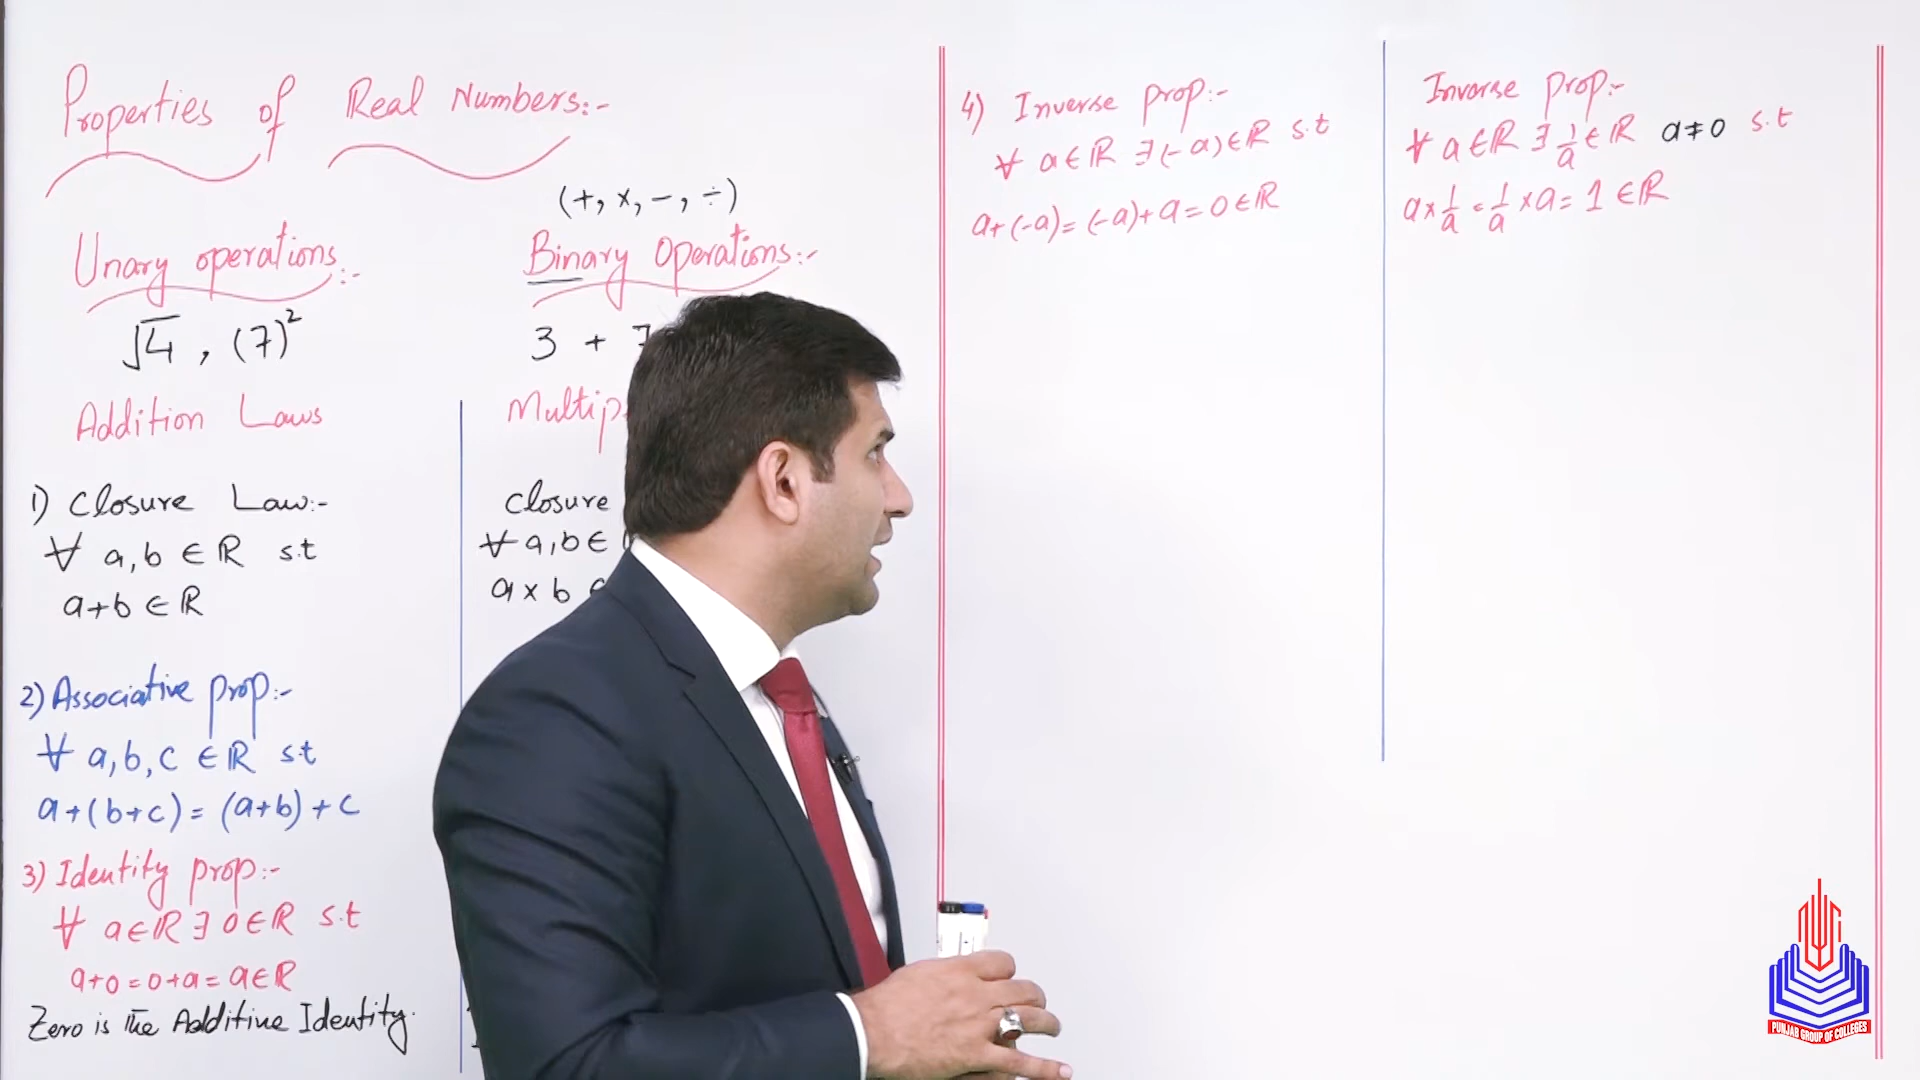 Properties of Real Numbers:-
(+, ×, -, ÷)
Unary operations:-
Binary Operations:-
√4 , (7)²
3 + 7
Addition Laws
1) Closure Law:-
∀ a,b ∈ ℝ s.t
a+b ∈ ℝ
closure
∀ a,b ∈
a × b
2) Associative prop:-
∀ a,b,c ∈ ℝ s.t
a+(b+c) = (a+b)+c
3) Identity prop:-
∀ a∈ℝ ∃ 0∈ℝ s.t
a+0=0+a=a∈ℝ
Zero is the Additive Identity.
4) Inverse prop:-
∀ a∈ℝ ∃(-a)∈ℝ s.t
a+(-a)=(-a)+a=0∈ℝ
Inverse prop:-
∀ a∈ℝ ∃ 1/a ∈ℝ a≠0 s.t
a×1/a = 1/a ×a= 1 ∈ℝ
PUNJAB GROUP OF COLLEGES